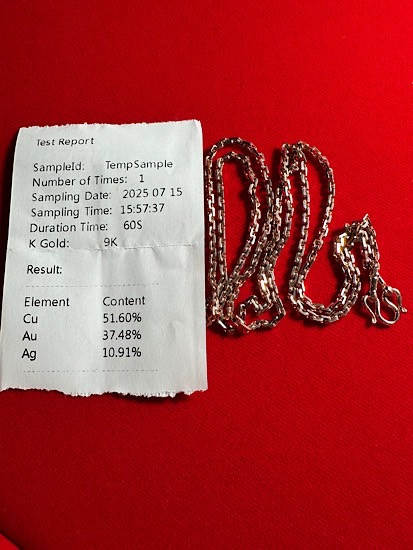 Test Report
SampleId: TempSample
Number of Times: 1
Sampling Date: 2025 07 15
Sampling Time: 15:57:37
Duration Time: 60S
K Gold: 9K
Result:
Element Content
Cu 51.60%
Au 37.48%
Ag 10.91%